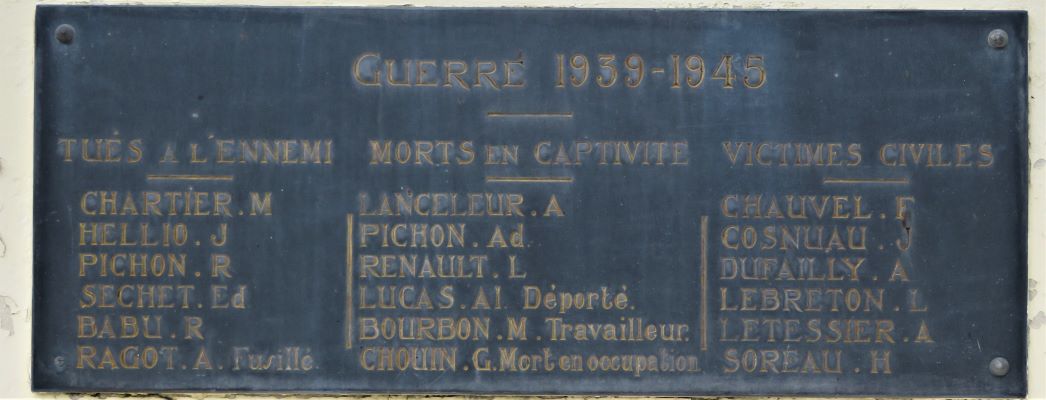 GUERRE 1939-1945
TUÉS A L'ENNEMI
CHARTIER.M
HELLIO.J
PICHON.R
SECHET.Ed
BABU.R
RAGOT.A.Fusillé.
MORTS EN CAPTIVITE
LANCELEUR.A
PICHON.Ad.
RENAULT.L
LUCAS.Al Déporté.
BOURBON.M.Travailleur.
CHOUIN.G.Mort en occupation
VICTIMES CIVILES
CHAUVEL.F
COSNUAU.J
DUFAILLY.A
LEBRETON.L
LETESSIER.A
SOREAU.H